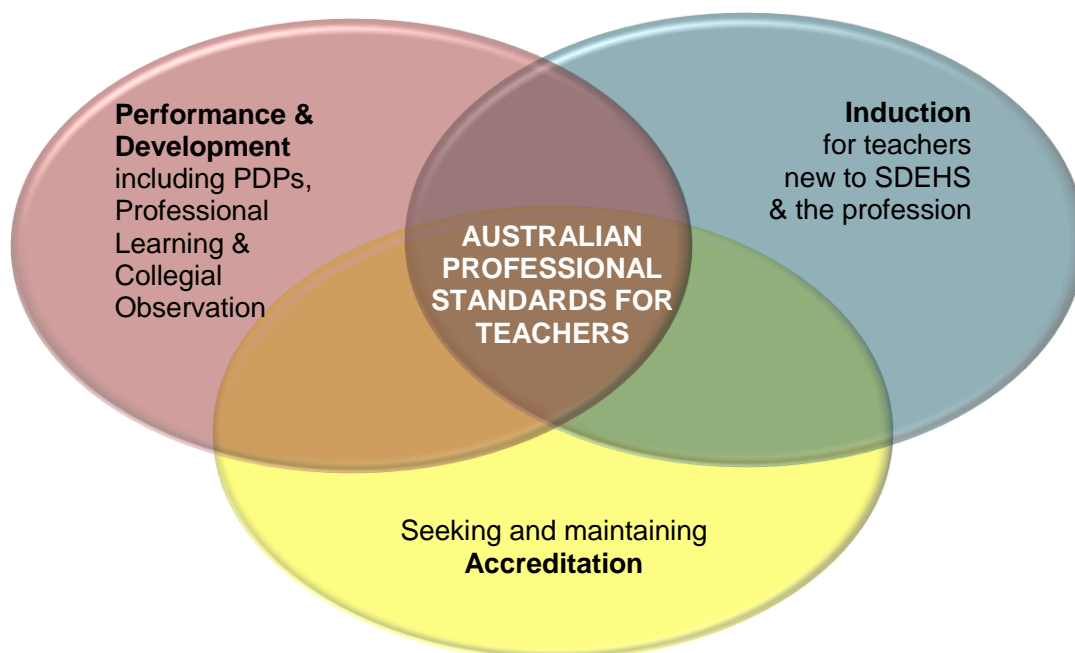 Performance &
Development
including PDPs,
Professional
Learning &
Collegial
Observation
Induction
for teachers
new to SDEHS
& the profession
AUSTRALIAN
PROFESSIONAL
STANDARDS FOR
TEACHERS
Seeking and maintaining
Accreditation